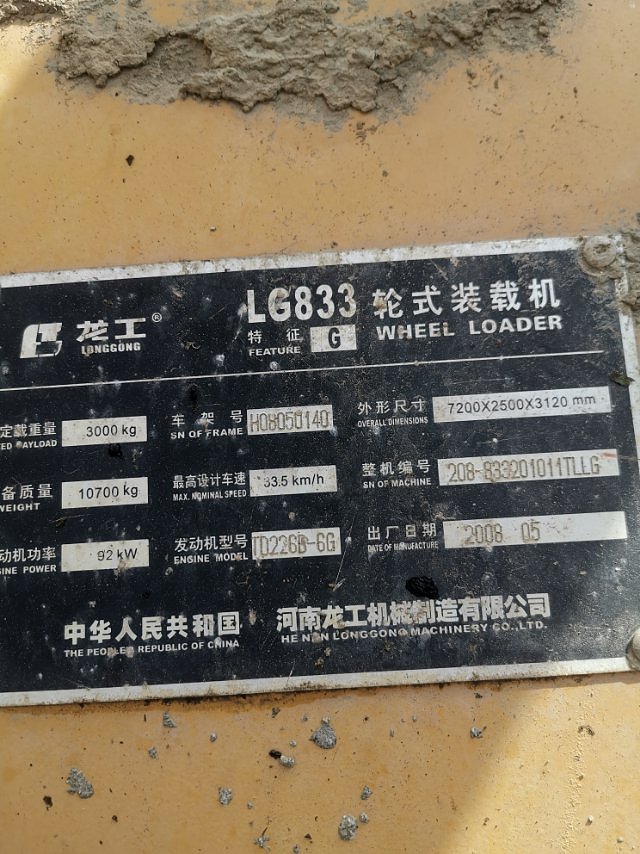 龙工® LG833 轮式装载机
LONGGONG 特征 FEATURE G WHEEL LOADER
定载重量 3000 kg 车架号 H08050140 外形尺寸 7200X2500X3120 mm
PAYLOAD SN OF FRAME OVERALL DIMENSIONS
备质量 10700 kg 最高设计车速 33.5 km/h 整机编号 208-833201011TLLG
WEIGHT MAX. NOMINAL SPEED SN OF MACHINE
动机功率 92 kW 发动机型号 TD226B-6G 出厂日期 2008 05
GINE POWER ENGINE MODEL DATE OF MANUFACTURE
中华人民共和国 河南龙工机械制造有限公司
THE PEOPLE'S REPUBLIC OF CHINA HE NAN LONGGONG MACHINERY CO.,LTD.